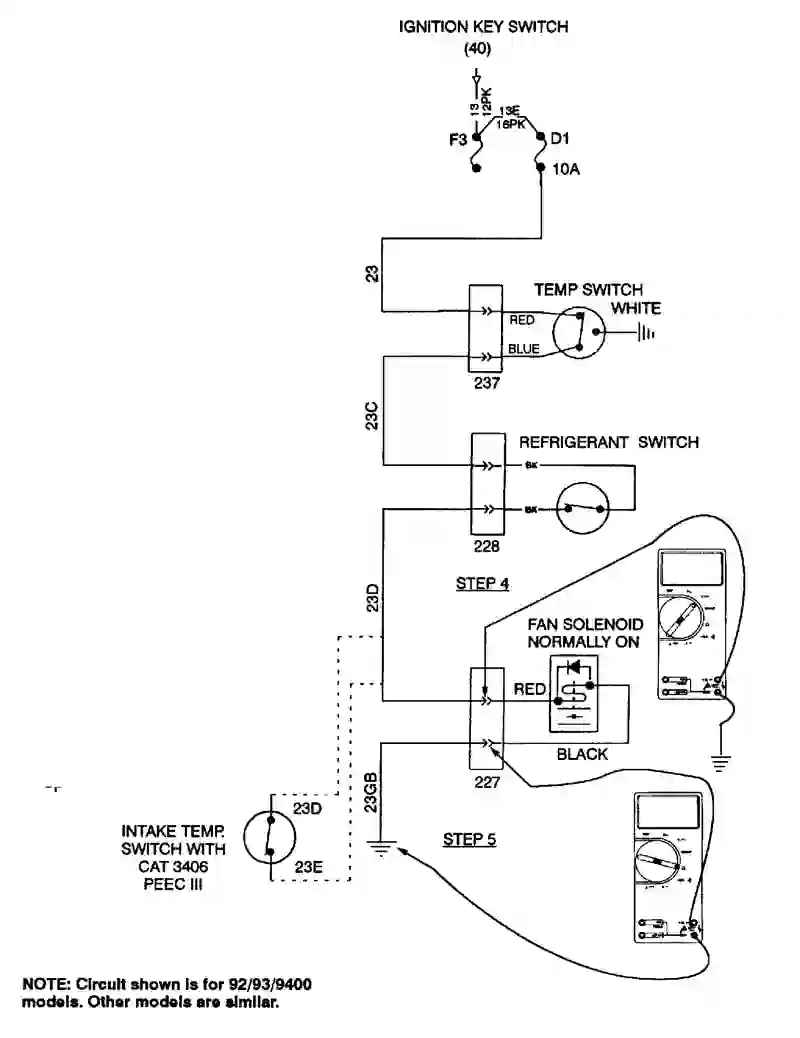 IGNITION KEY SWITCH
(40)
13
12PK
13E
16PK
F3
D1
10A
23
TEMP SWITCH
WHITE
RED
BLUE
237
23C
REFRIGERANT SWITCH
BK
BK
228
STEP 4
23D
FAN SOLENOID
NORMALLY ON
RED
BLACK
227
23GB
23D
INTAKE TEMP.
SWITCH WITH
CAT 3406
PEEC III
23E
STEP 5
NOTE: Circuit shown is for 92/93/9400
models. Other models are similar.